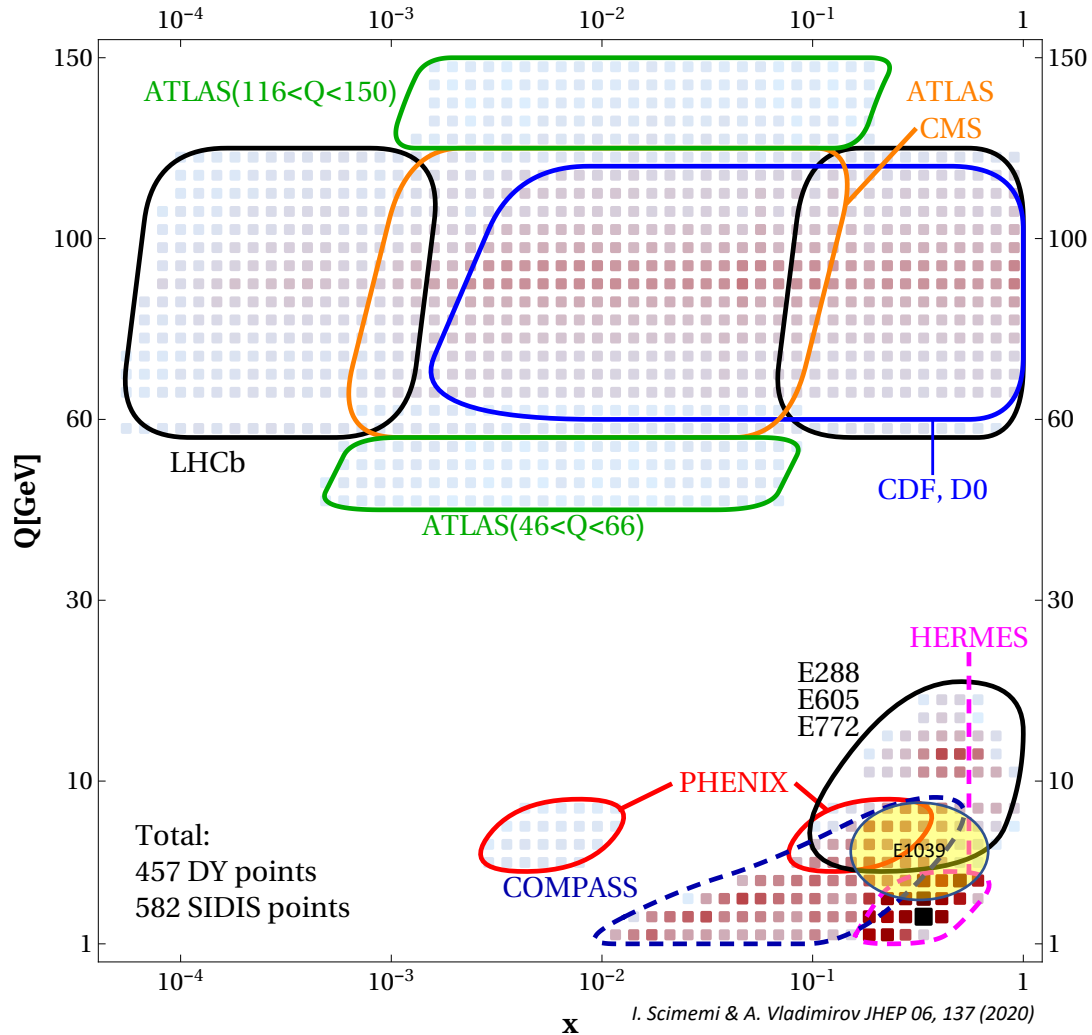 10⁻⁴ 10⁻³ 10⁻² 10⁻¹ 1
150 150
ATLAS(116<Q<150)
ATLAS
CMS
100 100
60 60
LHCb
CDF, D0
ATLAS(46<Q<66)
Q[GeV]
30 30
HERMES
E288
E605
E772
10 10
PHENIX
Total:
457 DY points
582 SIDIS points
E1039
COMPASS
1 1
10⁻⁴ 10⁻³ 10⁻² 10⁻¹ 1
x
I. Scimemi & A. Vladimirov JHEP 06, 137 (2020)